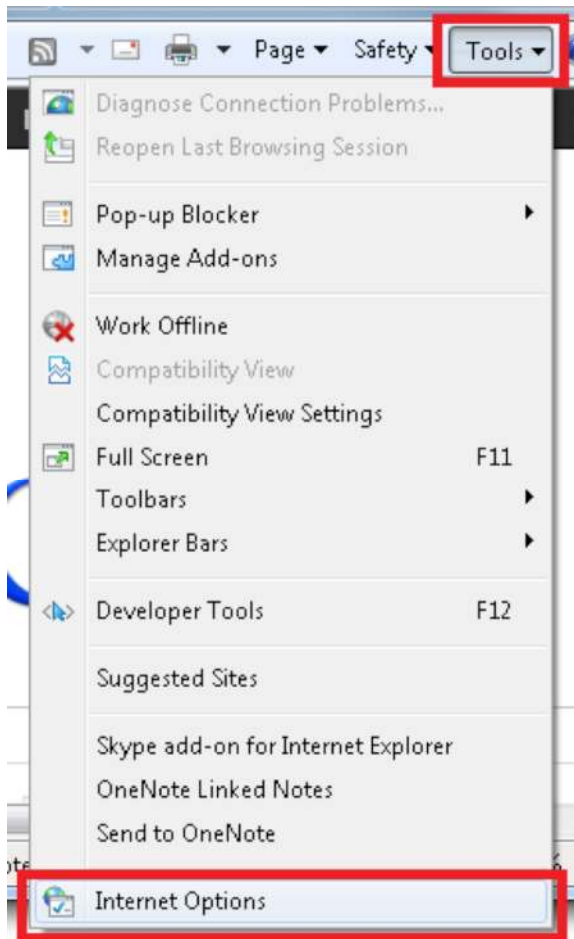 Page Safety Tools
Diagnose Connection Problems...
Reopen Last Browsing Session
Pop-up Blocker
Manage Add-ons
Work Offline
Compatibility View
Compatibility View Settings
Full Screen F11
Toolbars
Explorer Bars
Developer Tools F12
Suggested Sites
Skype add-on for Internet Explorer
OneNote Linked Notes
Send to OneNote
Internet Options